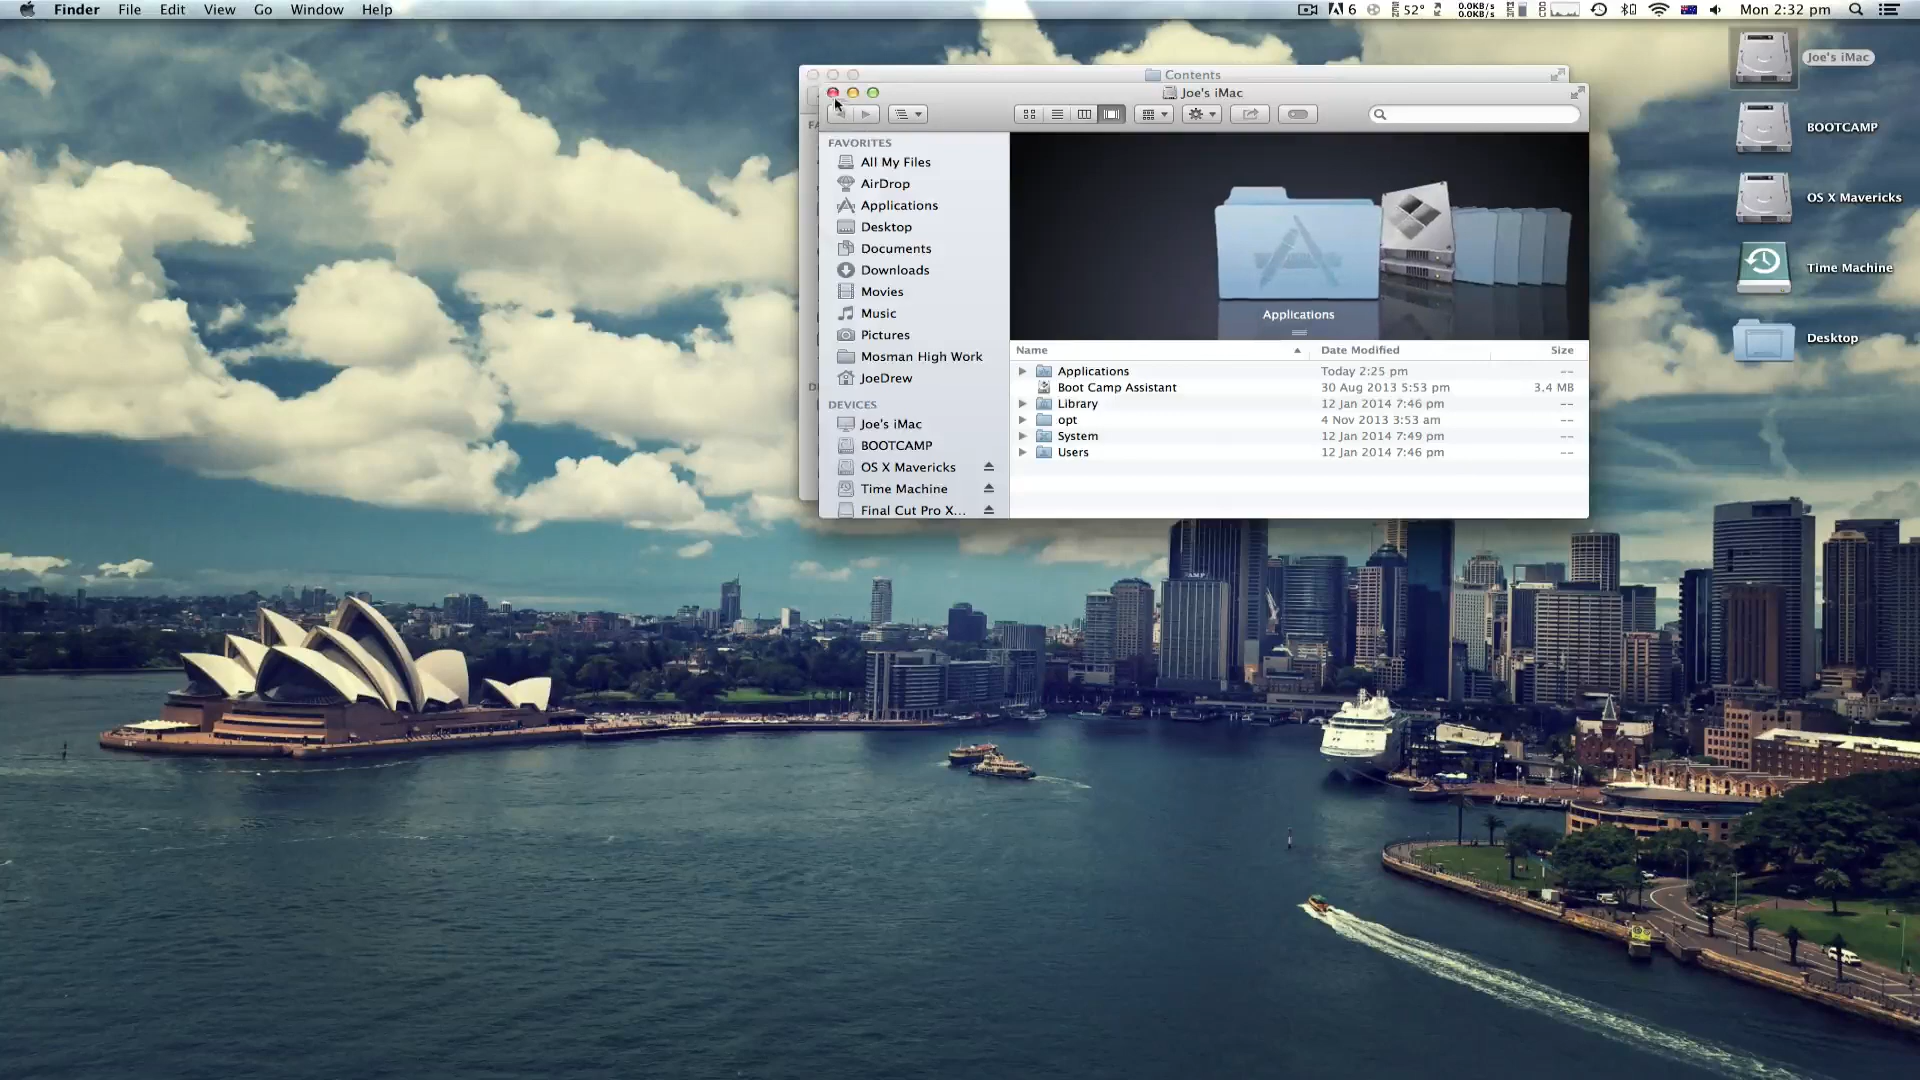 Finder File Edit View Go Window Help
6 52° 0.0KB/s 0.0KB/s Mon 2:32 pm
Joe's iMac
BOOTCAMP
OS X Mavericks
Time Machine
Desktop
Contents
Joe's iMac
FAVORITES
All My Files
AirDrop
Applications
Desktop
Documents
Downloads
Movies
Music
Pictures
Mosman High Work
JoeDrew
DEVICES
Joe's iMac
BOOTCAMP
OS X Mavericks
Time Machine
Final Cut Pro X...
Applications
Name Date Modified Size
Applications Today 2:25 pm --
Boot Camp Assistant 30 Aug 2013 5:53 pm 3.4 MB
Library 12 Jan 2014 7:46 pm --
opt 4 Nov 2013 3:53 am --
System 12 Jan 2014 7:49 pm --
Users 12 Jan 2014 7:46 pm --